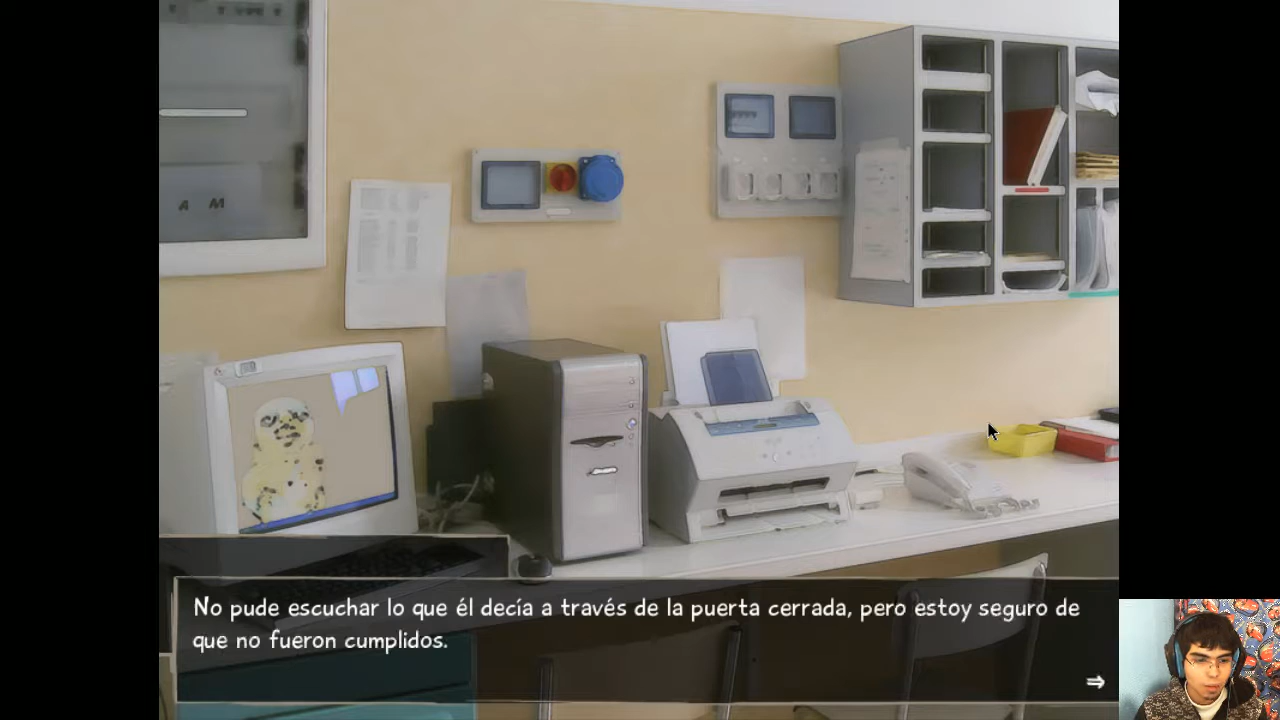 A M
No pude escuchar lo que él decía a través de la puerta cerrada, pero estoy seguro de
que no fueron cumplidos.